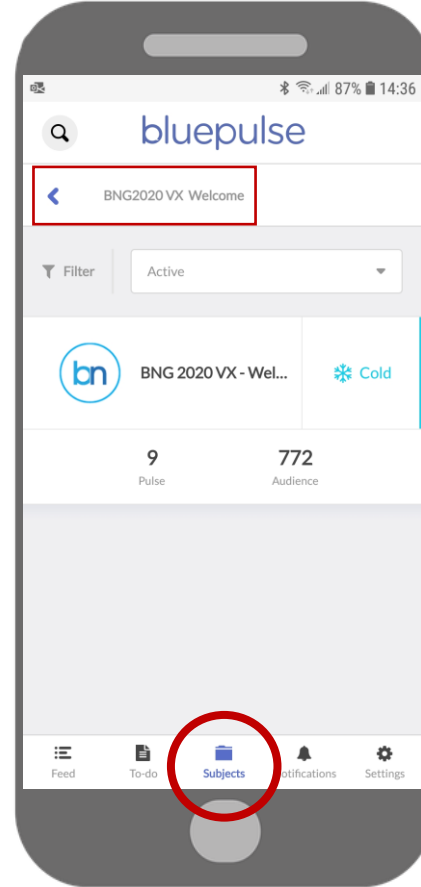 87% 14:36
bluepulse
BNG2020 VX Welcome
Filter Active
bn BNG 2020 VX - Wel... Cold
9 772
Pulse Audience
Feed To-do Subjects otifications Settings